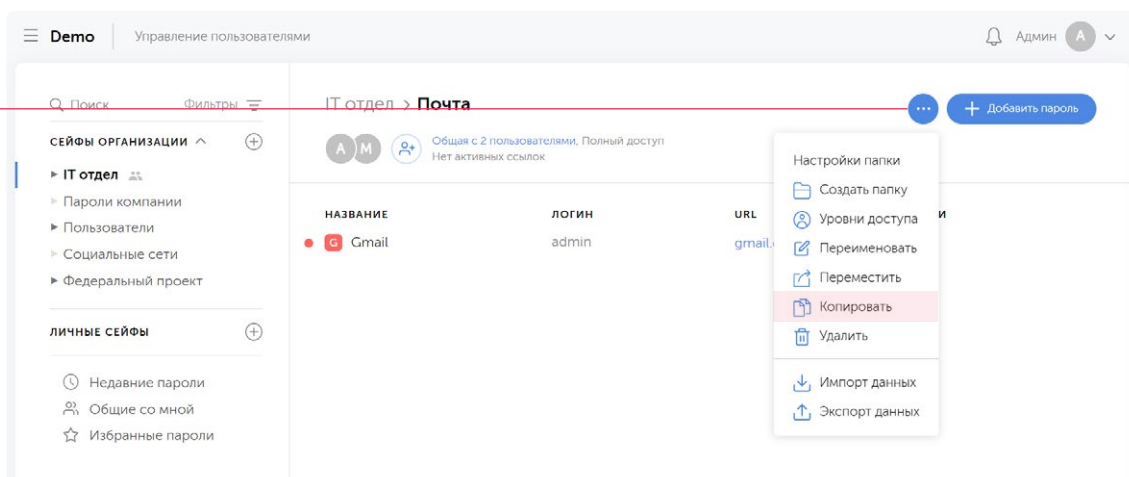 Demo
Управление пользователями
Админ
A
Поиск
Фильтры
IT отдел > Почта
...
+ Добавить пароль
СЕЙФЫ ОРГАНИЗАЦИИ
A
M
Общая с 2 пользователями, Полный доступ
Нет активных ссылок
IT отдел
Пароли компании
Пользователи
Социальные сети
Федеральный проект
ЛИЧНЫЕ СЕЙФЫ
Недавние пароли
Общие со мной
Избранные пароли
НАЗВАНИЕ
ЛОГИН
URL
И
G
Gmail
admin
gmail.
Настройки папки
Создать папку
Уровни доступа
Переименовать
Переместить
Копировать
Удалить
Импорт данных
Экспорт данных